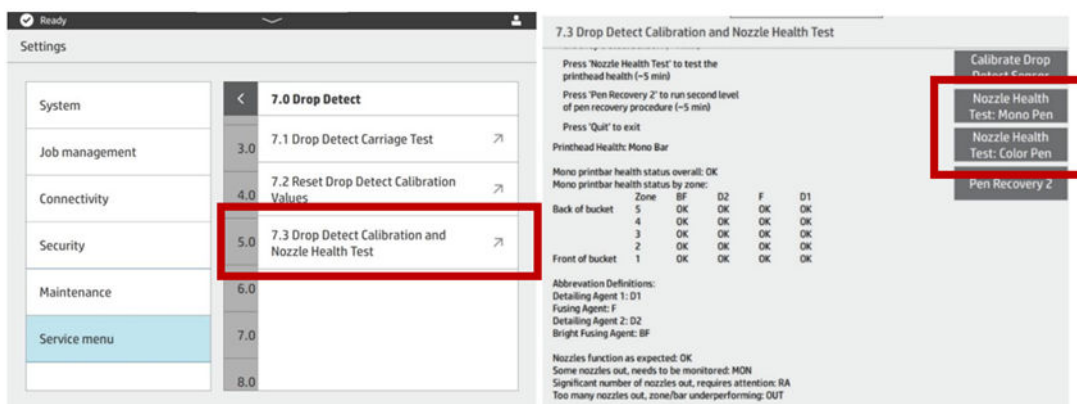 Ready
Settings
System
Job management
Connectivity
Security
Maintenance
Service menu
7.0 Drop Detect
3.0
7.1 Drop Detect Carriage Test
4.0
7.2 Reset Drop Detect Calibration
Values
5.0
7.3 Drop Detect Calibration and
Nozzle Health Test
6.0
7.0
8.0
7.3 Drop Detect Calibration and Nozzle Health Test
Press 'Nozzle Health Test' to test the
printhead health (~5 min)
Press 'Pen Recovery 2' to run second level
of pen recovery procedure (~5 min)
Press 'Quit' to exit
Printhead Health: Mono Bar
Mono printbar health status overall: OK
Mono printbar health status by zone:
Zone BF D2 F D1
Back of bucket 5 OK OK OK OK
4 OK OK OK OK
3 OK OK OK OK
2 OK OK OK OK
Front of bucket 1 OK OK OK OK
Abbrevation Definitions:
Detailing Agent 1: D1
Fusing Agent: F
Detailing Agent 2: D2
Bright Fusing Agent: BF
Nozzles function as expected: OK
Some nozzles out, needs to be monitored: MON
Significant number of nozzles out, requires attention: RA
Too many nozzles out, zone/bar underperforming: OUT
Calibrate Drop
Detect Sensor
Nozzle Health
Test: Mono Pen
Nozzle Health
Test: Color Pen
Pen Recovery 2